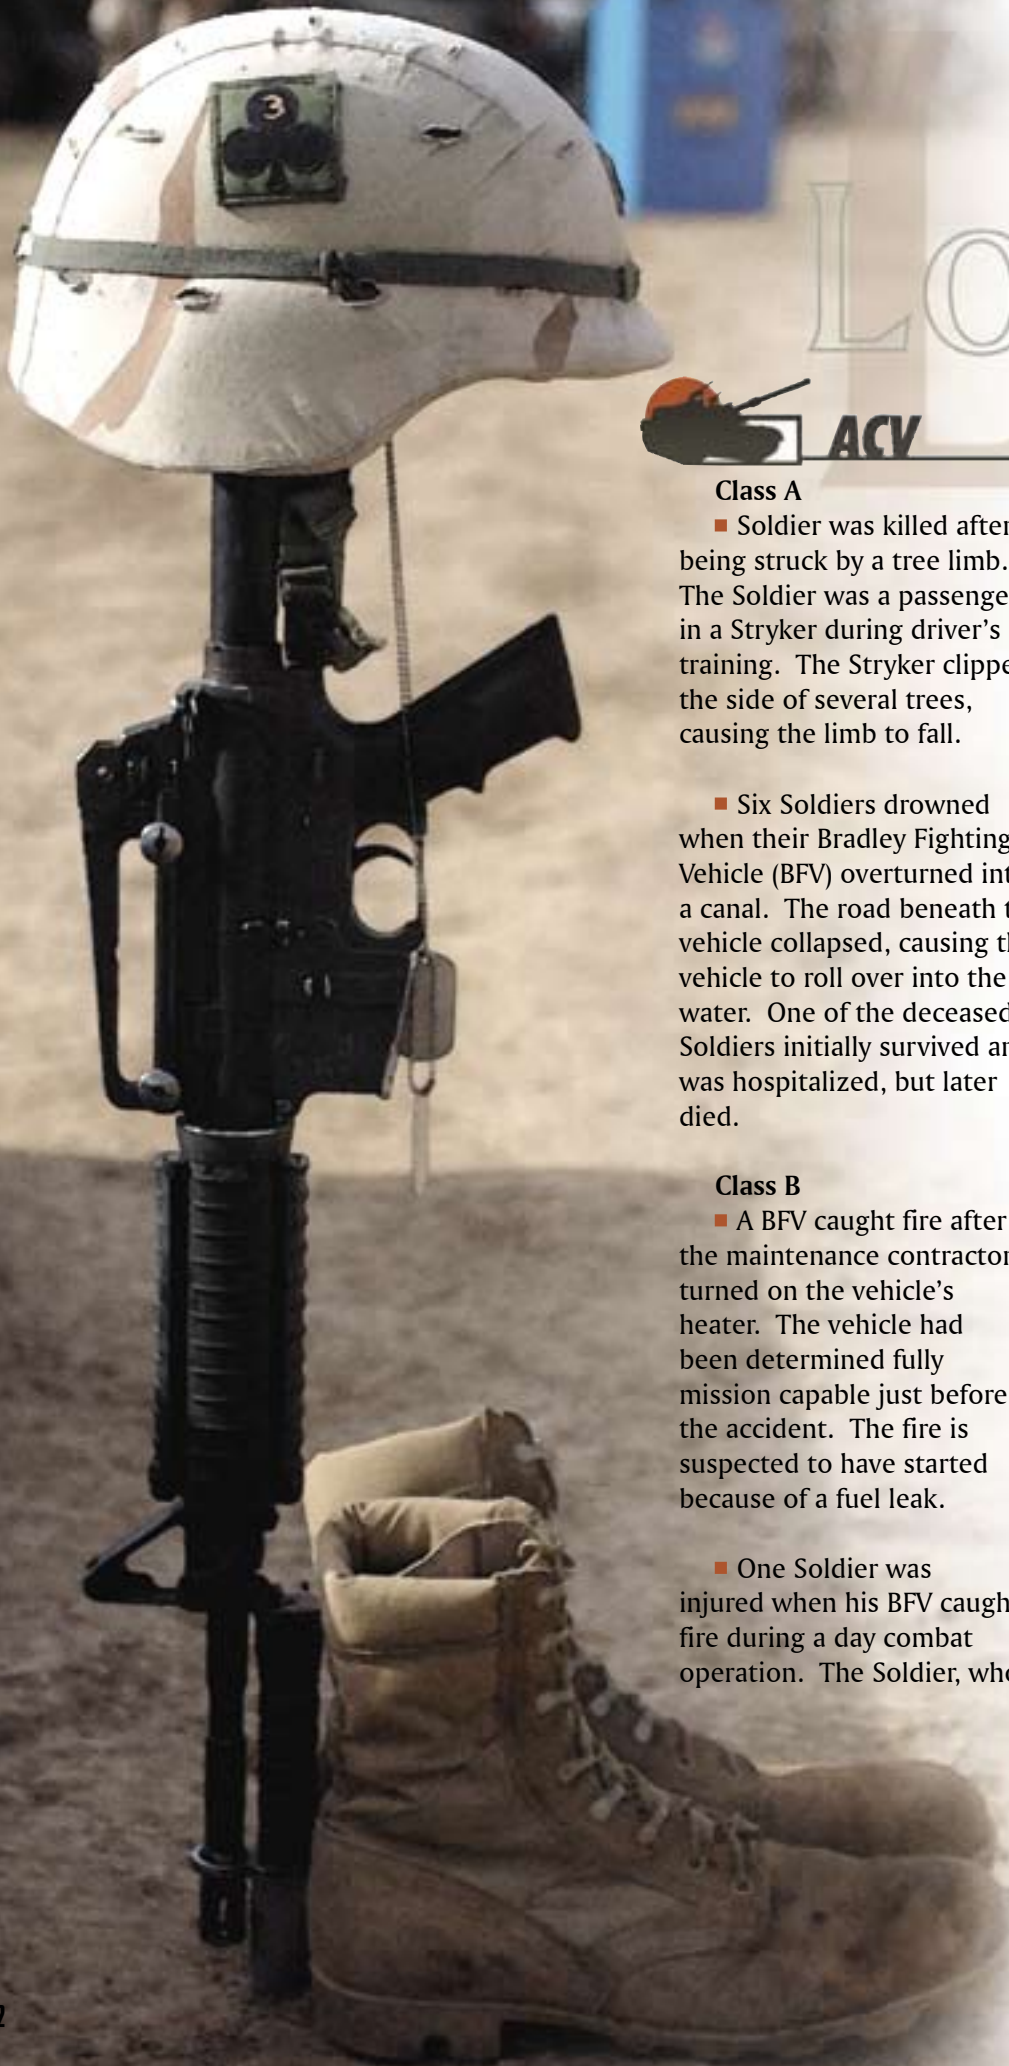 3
Lo
ACV
Class A
■ Soldier was killed after
being struck by a tree limb.
The Soldier was a passenge
in a Stryker during driver's
training. The Stryker clippe
the side of several trees,
causing the limb to fall.
■ Six Soldiers drowned
when their Bradley Fighting
Vehicle (BFV) overturned int
a canal. The road beneath t
vehicle collapsed, causing t
vehicle to roll over into the
water. One of the deceased
Soldiers initially survived an
was hospitalized, but later
died.
Class B
■ A BFV caught fire after
the maintenance contractor
turned on the vehicle's
heater. The vehicle had
been determined fully
mission capable just before
the accident. The fire is
suspected to have started
because of a fuel leak.
■ One Soldier was
injured when his BFV caugh
fire during a day combat
operation. The Soldier, who
2